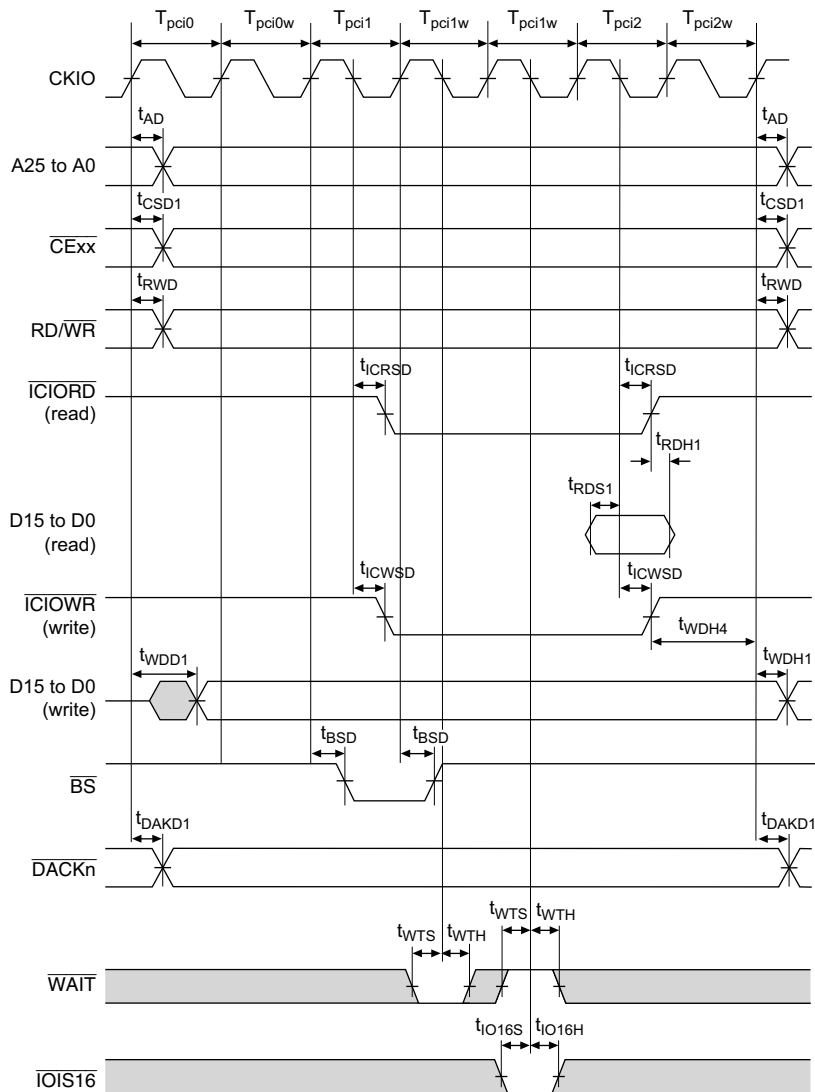 Tpci0 Tpci0w Tpci1 Tpci1w Tpci1w Tpci2 Tpci2w
CKIO
tAD tAD
A25 to A0
tCSD1 tCSD1
CExx
tRWD tRWD
RD/WR
tICRSD tICRSD
ICIORD
(read)
tRDH1
tRDS1
D15 to D0
(read)
tICWSD tICWSD
ICIOWR
(write)
tWDH4
tWDD1 tWDH1
D15 to D0
(write)
tBSD tBSD
BS
tDAKD1 tDAKD1
DACKn
tWTS tWTH tWTS tWTH
WAIT
tIO16S tIO16H
IOIS16